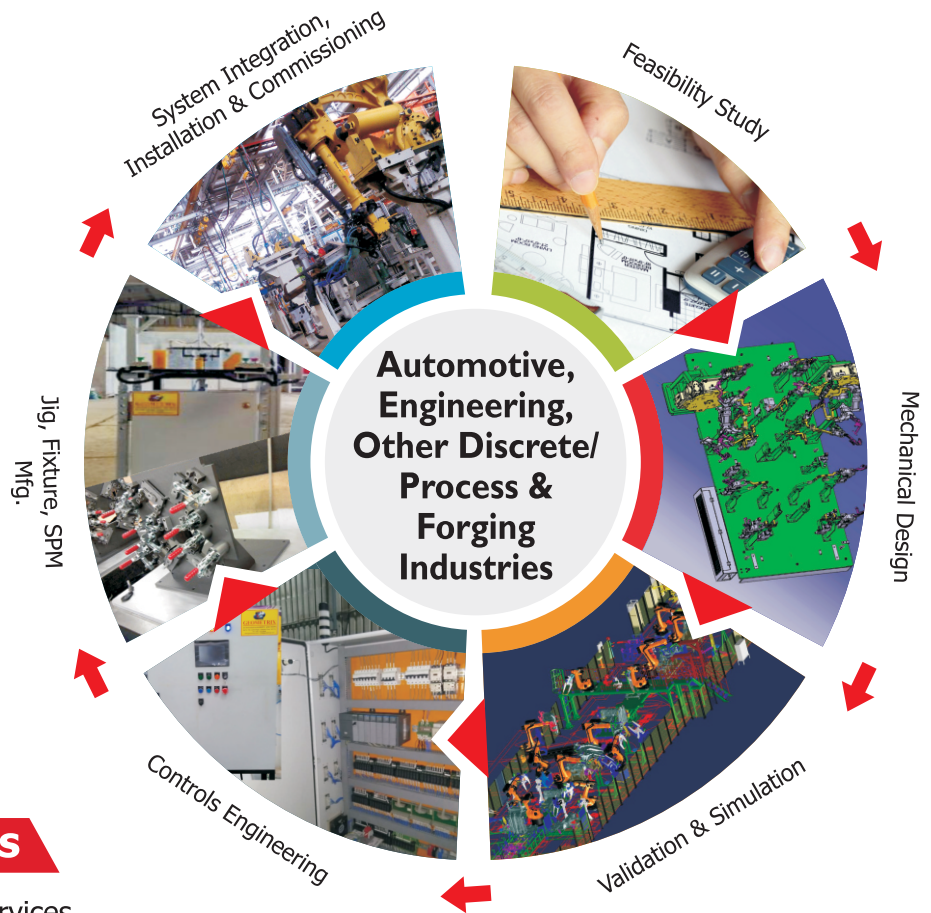 System Integration,
Installation & Commissioning
Feasibility Study
Mechanical Design
Validation & Simulation
Controls Engineering
Jig, Fixture, SPM
Mfg.
Automotive,
Engineering,
Other Discrete/
Process &
Forging
Industries
GEOMETRIX
S
rvices